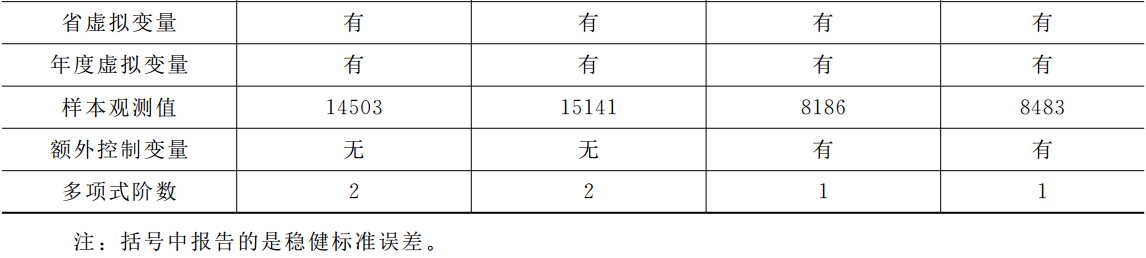 省虚拟变量 有 有 有 有
年度虚拟变量 有 有 有 有
样本观测值 14503 15141 8186 8483
额外控制变量 无 无 有 有
多项式阶数 2 2 1 1
注：括号中报告的是稳健标准误差。